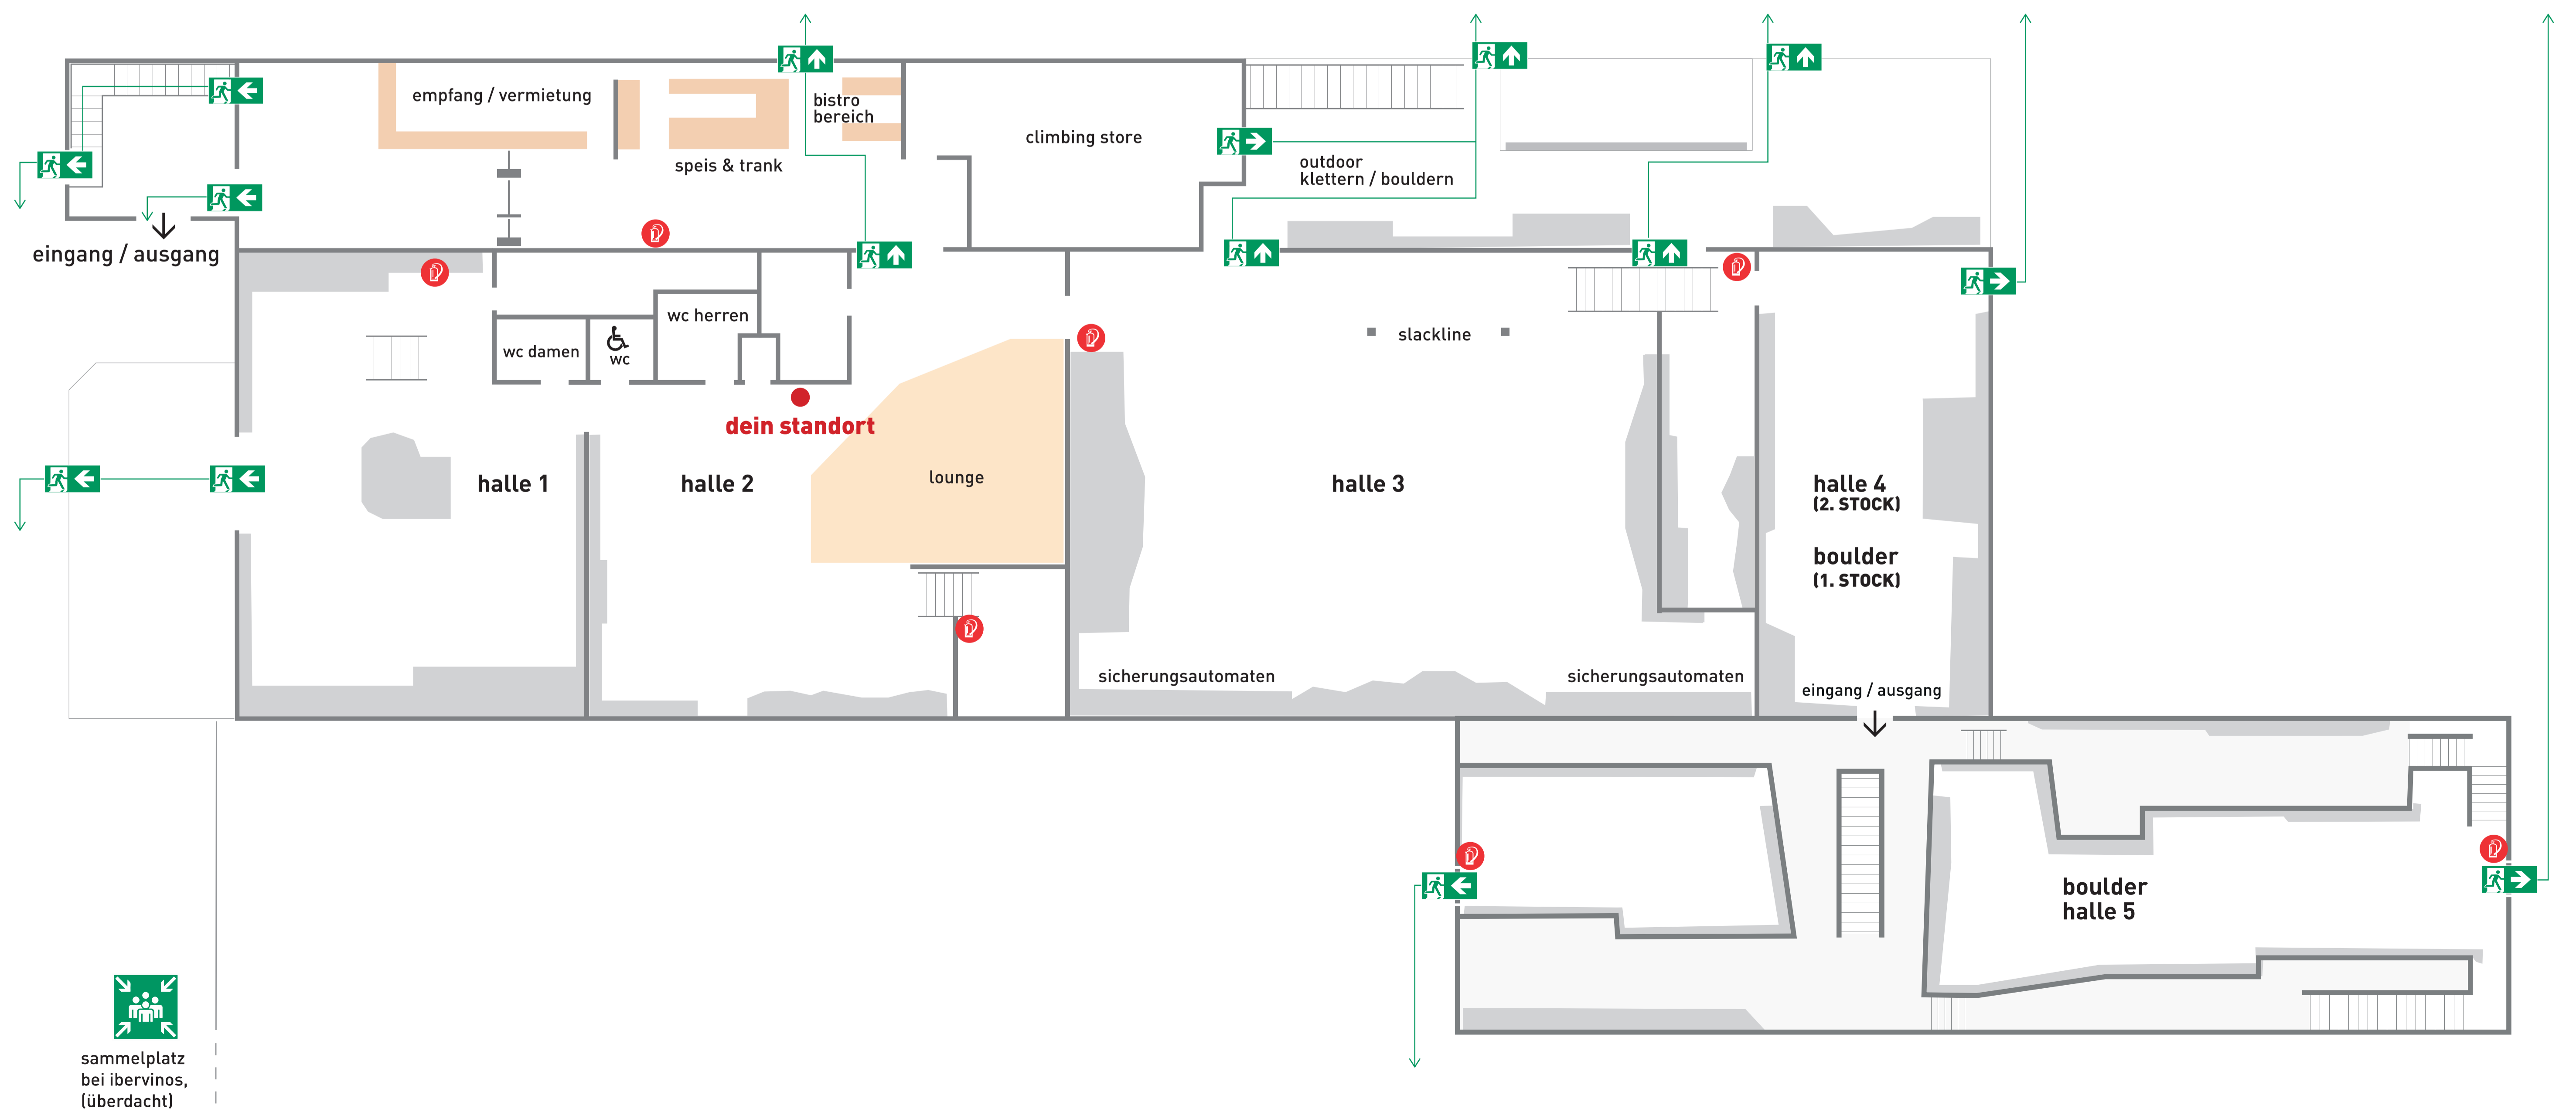 empfang / vermietung
bistro
bereich
speis & trank
climbing store
outdoor
klettern / bouldern
eingang / ausgang
wc damen
wc
wc herren
slackline
dein standort
lounge
halle 1
halle 2
halle 3
halle 4
(2. STOCK)
boulder
(1. STOCK)
sicherungsautomaten
sicherungsautomaten
eingang / ausgang
boulder
halle 5
sammelplatz
bei ibervinos,
(überdacht)